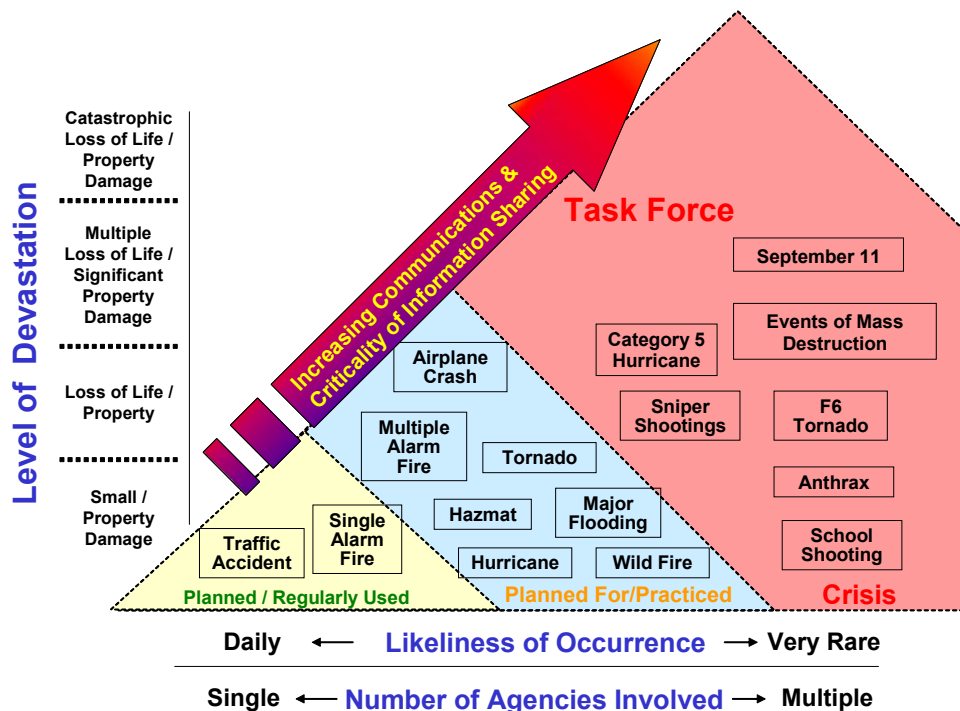 Level of Devastation
Catastrophic
Loss of Life /
Property
Damage
Multiple
Loss of Life /
Significant
Property
Damage
Loss of Life /
Property
Small /
Property
Damage
Increasing Communications &
Criticality of Information Sharing
Task Force
September 11
Events of Mass
Destruction
Category 5
Hurricane
Sniper
Shootings
F6
Tornado
Anthrax
School
Shooting
Crisis
Airplane
Crash
Multiple
Alarm
Fire
Tornado
Hazmat
Major
Flooding
Hurricane
Wild Fire
Planned For/Practiced
Traffic
Accident
Single
Alarm
Fire
Planned / Regularly Used
Daily Likeliness of Occurrence Very Rare
Single Number of Agencies Involved Multiple